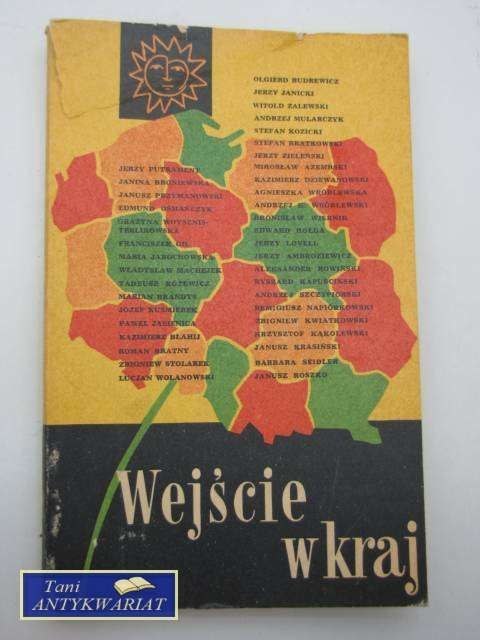 OLGIERD BUDREWICZ
JERZY JANICKI
WITOLD ZALEWSKI
ANDRZEJ MULARCZYK
STEFAN KOZICKI
STEFAN BRATKOWSKI
JERZY ZIELEŃSKI
MIROSŁAW AZEMBSKI
KAZIMIERZ DZIEWANOWSKI
AGNIESZKA WRÓBLEWSKA
ANDRZEJ K. WRÓBLEWSKI
BRONISŁAW WIERNIK
EDWARD HOŁDA
JERZY LOVELL
JERZY AMBROZIEWICZ
ALEKSANDER ROWIŃSKI
RYSZARD KAPUŚCIŃSKI
ANDRZEJ SZCZYPIORSKI
REMIGIUSZ NAPIÓRKOWSKI
ZBIGNIEW KWIATKOWSKI
KRZYSZTOF KĄKOLEWSKI
JANUSZ KRASIŃSKI
BARBARA SEIDLER
JANUSZ ROSZKO
JERZY PUTRAMENT
JANINA BRONIEWSKA
JANUSZ PRZYMANOWSKI
EDMUND OSMAŃCZYK
GRAŻYNA WOYSZNIS-
TERLIKOWSKA
FRANCISZEK GIL
MARIA JAROCHOWSKA
WŁADYSŁAW MACHEJEK
TADEUSZ RÓŻEWICZ
MARIAN BRANDYS
JÓZEF KUŚMIEREK
PAWEŁ JASIENICA
KAZIMIERZ BŁAHIJ
ROMAN BRATNY
ZBIGNIEW STOLAREK
LUCJAN WOLANOWSKI
Wejście
w kraj
Tani
ANTYKWARIAT